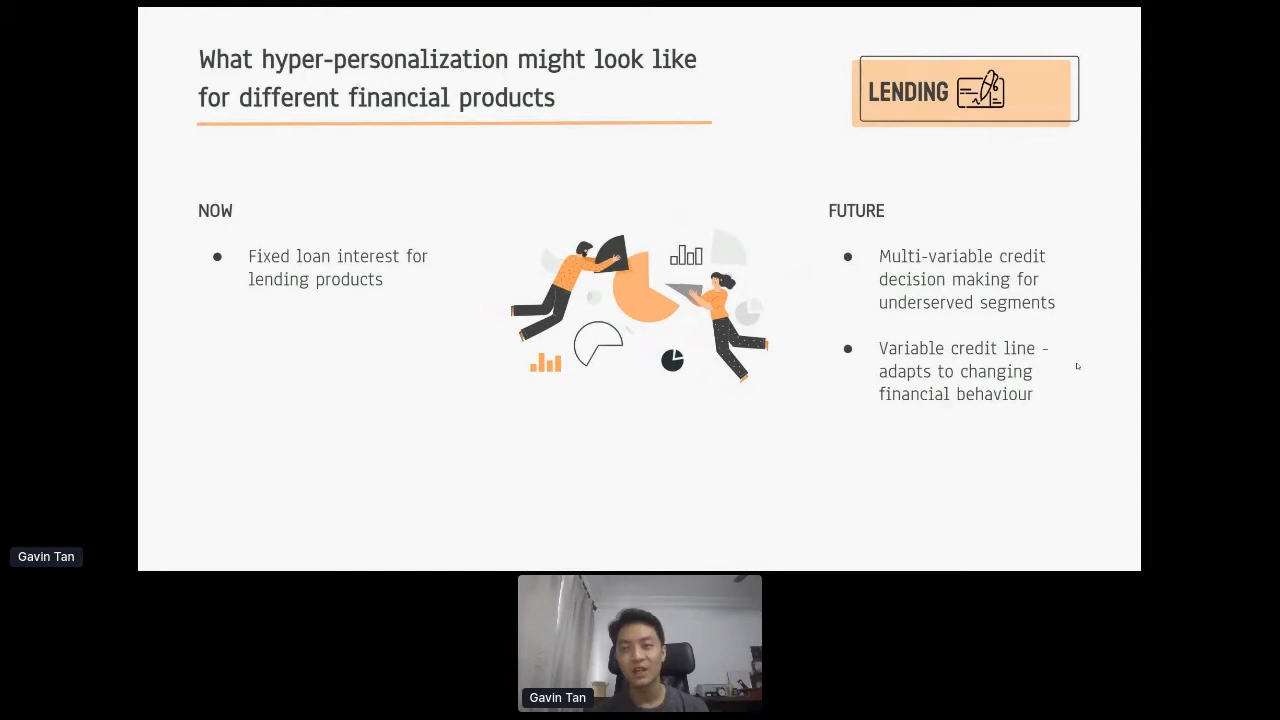 What hyper-personalization might look like
for different financial products
LENDING
NOW
● Fixed loan interest for
lending products
FUTURE
● Multi-variable credit
decision making for
underserved segments
● Variable credit line -
adapts to changing
financial behaviour
Gavin Tan
Gavin Tan